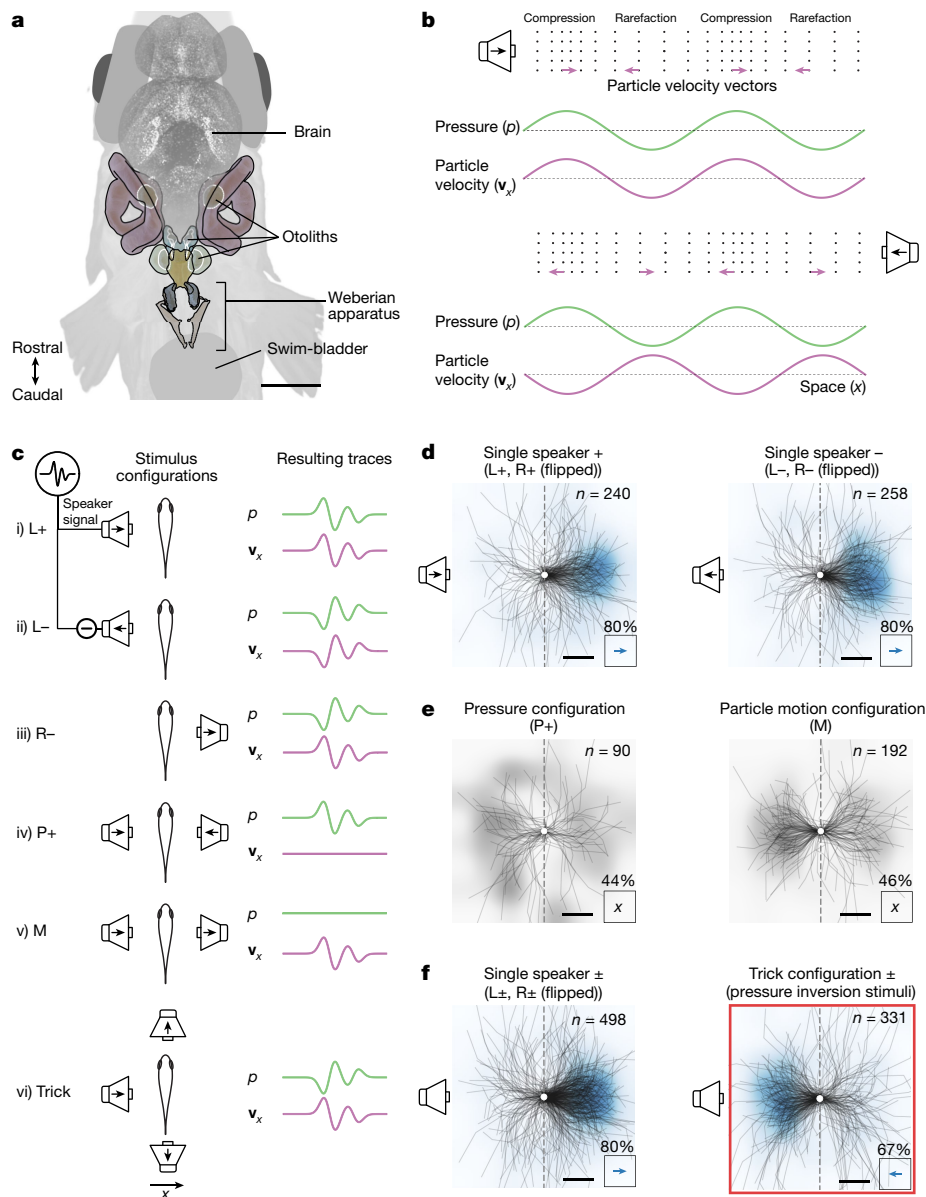 a
Brain
Otoliths
Weberian
apparatus
Swim-bladder
Rostral
Caudal
b
Compression Rarefaction Compression Rarefaction
Particle velocity vectors
Pressure (p)
Particle
velocity (vx)
Pressure (p)
Particle
velocity (vx)
Space (x)
c
Stimulus
configurations
Resulting traces
Speaker
signal
i) L+
p
vx
ii) L−
p
vx
iii) R−
p
vx
iv) P+
p
vx
v) M
p
vx
vi) Trick
p
vx
x
d
Single speaker +
(L+, R+ (flipped))
n = 240
80%
Single speaker −
(L−, R− (flipped))
n = 258
80%
e
Pressure configuration
(P+)
n = 90
44%
x
Particle motion configuration
(M)
n = 192
46%
x
f
Single speaker ±
(L±, R± (flipped))
n = 498
80%
Trick configuration ±
(pressure inversion stimuli)
n = 331
67%